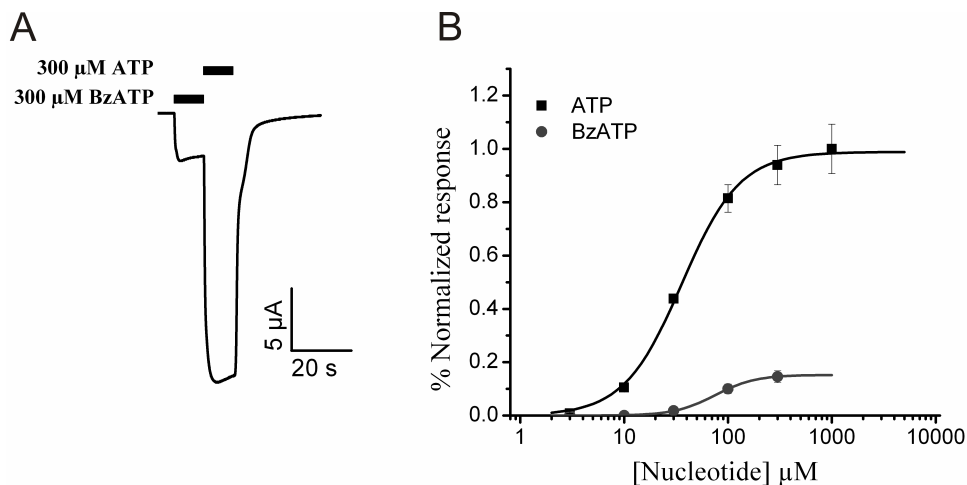 A
300 µM ATP
300 µM BzATP
5 µA
20 s
B
% Normalized response
1.2
1.0
0.8
0.6
0.4
0.2
0.0
ATP
BzATP
1 10 100 1000 10000
[Nucleotide] µM